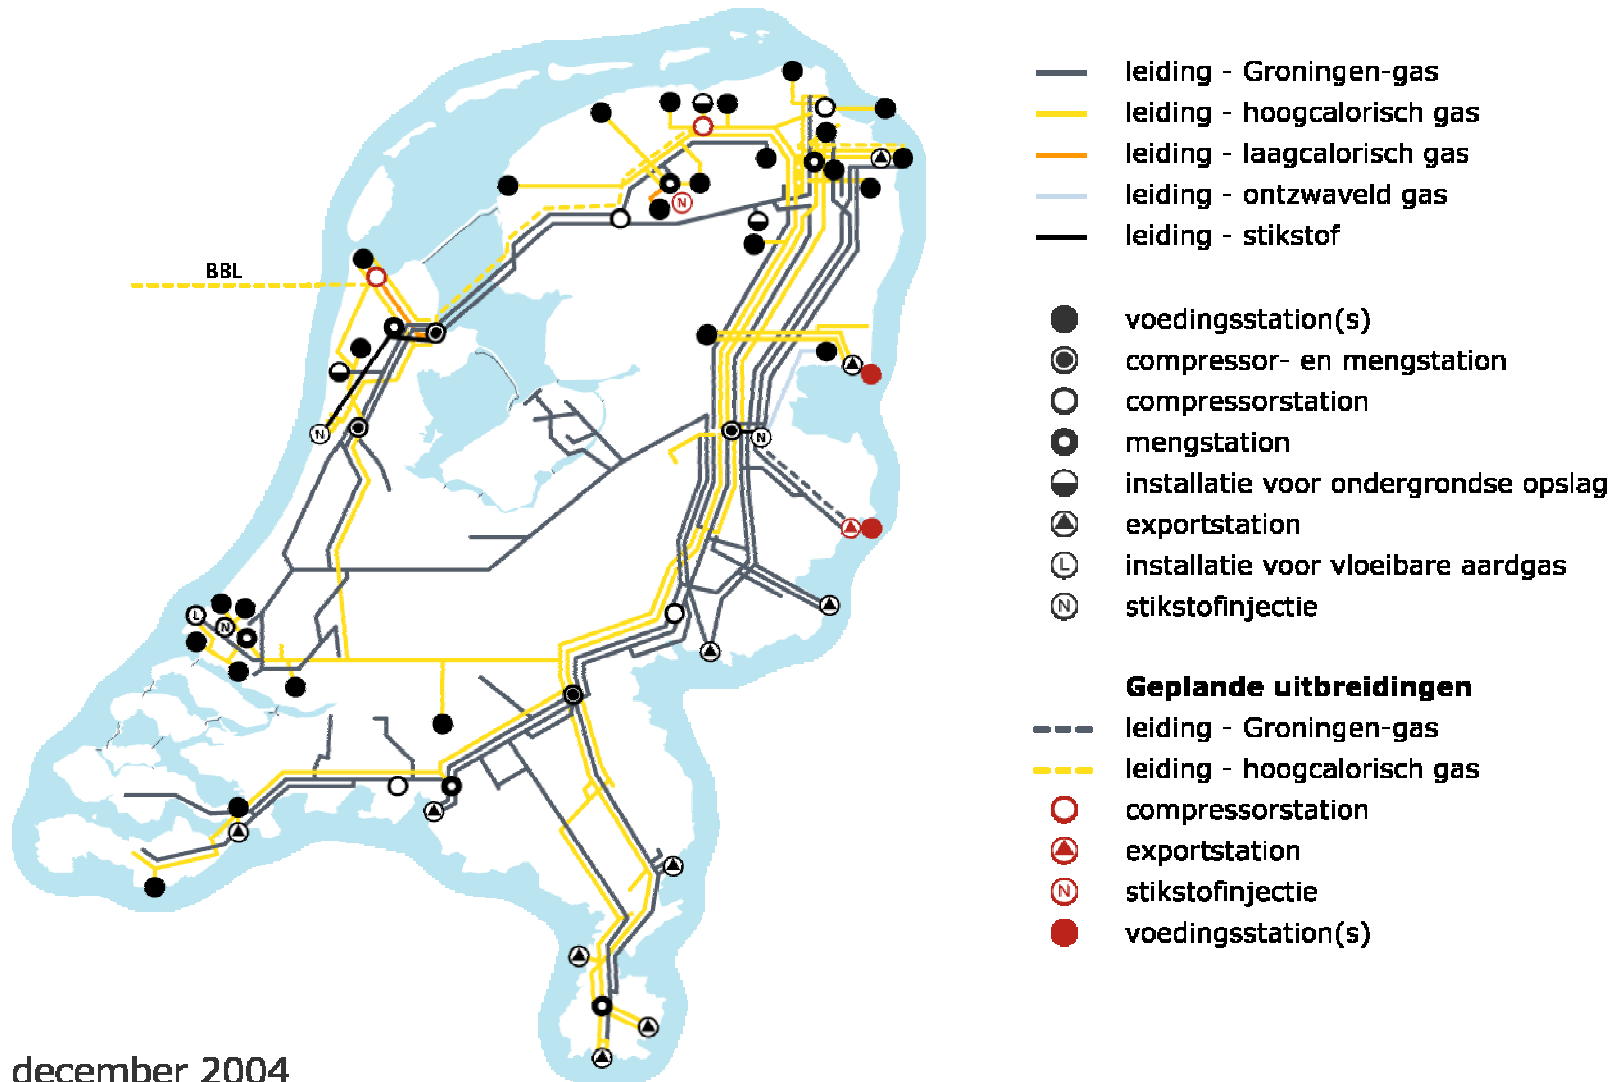 leiding - Groningen-gas
leiding - hoogcalorisch gas
leiding - laagcalorisch gas
leiding - ontzwaveld gas
leiding - stikstof
BBL
voedingsstation(s)
compressor- en mengstation
compressorstation
mengstation
installatie voor ondergrondse opslag
exportstation
L installatie voor vloeibare aardgas
N stikstofinjectie
Geplande uitbreidingen
leiding - Groningen-gas
leiding - hoogcalorisch gas
compressorstation
exportstation
N stikstofinjectie
voedingsstation(s)
N
N
N
L
N
december 2004